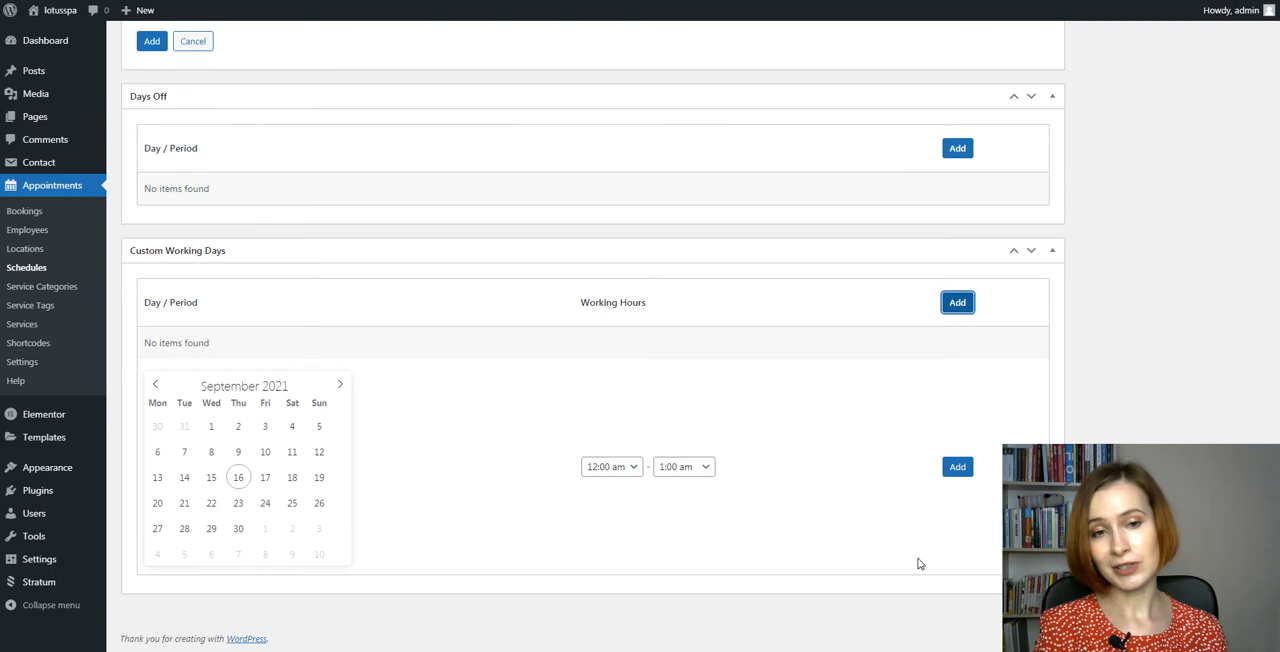 lotusspa 0 New Howdy, admin
Dashboard
Posts
Media
Pages
Comments
Contact
Appointments
Bookings
Employees
Locations
Schedules
Service Categories
Service Tags
Services
Shortcodes
Settings
Help
Elementor
Templates
Appearance
Plugins
Users
Tools
Settings
Stratum
Collapse menu
Add Cancel
Days Off
Day / Period Add
No items found
Custom Working Days
Day / Period Working Hours Add
No items found
September 2021
Mon Tue Wed Thu Fri Sat Sun
30 31 1 2 3 4 5
6 7 8 9 10 11 12
13 14 15 16 17 18 19
20 21 22 23 24 25 26
27 28 29 30 1 2 3
4 5 6 7 8 9 10
12:00 am - 1:00 am Add
Thank you for creating with WordPress.